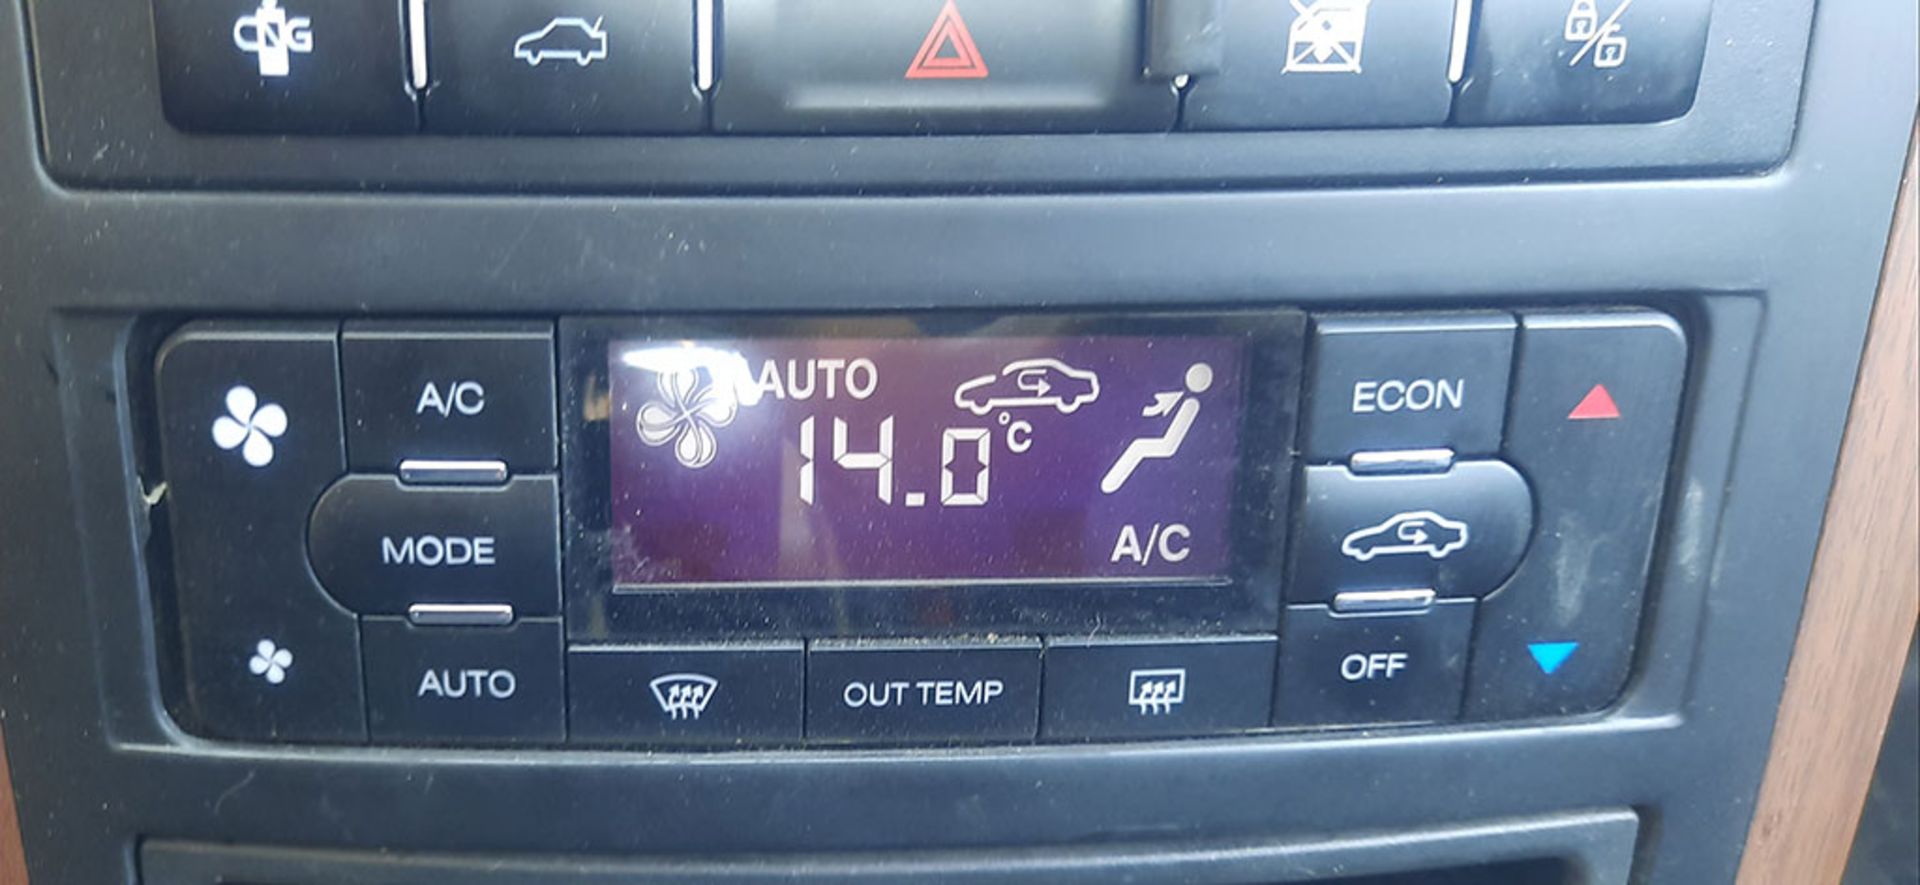 CNG
AUTO
14.0°C
A/C
A/C
MODE
AUTO
OUT TEMP
ECON
OFF